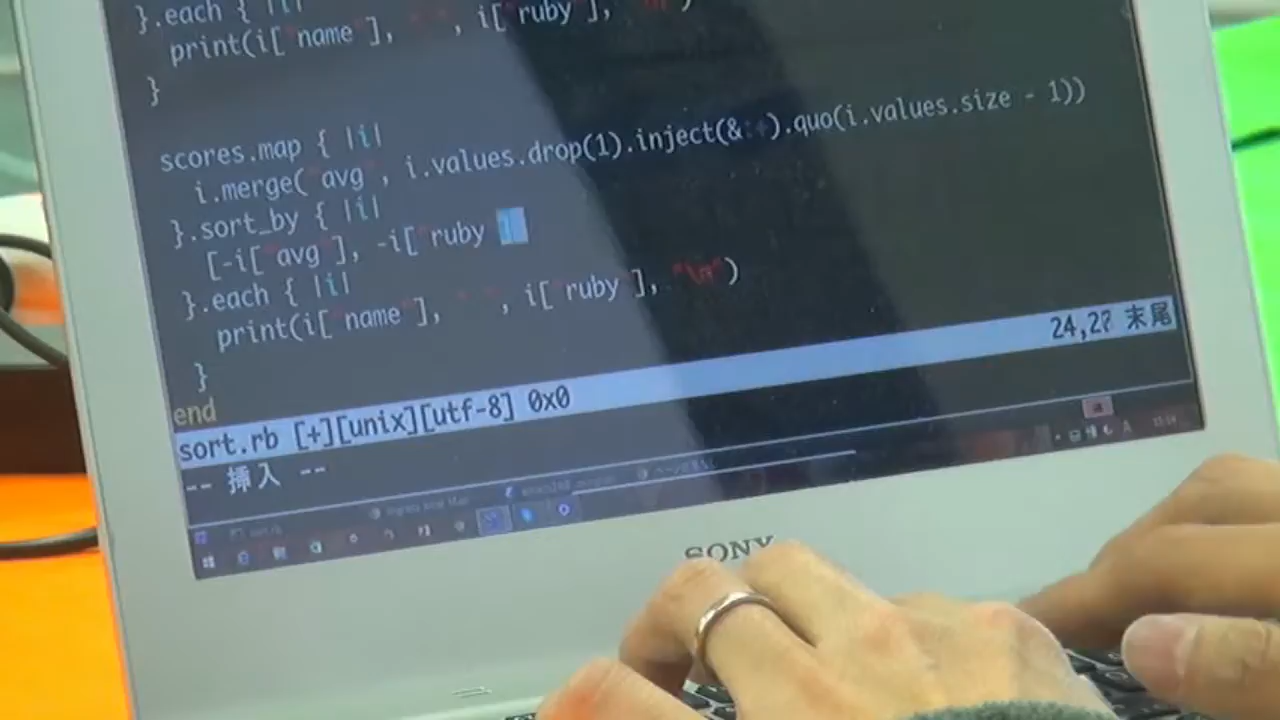 }.each { |i|
print(i["name"], " ", i["ruby"], "\n")
}
scores.map { |i|
i.merge("avg", i.values.drop(1).inject(&:+).quo(i.values.size - 1))
}.sort_by { |i|
[-i["avg"], -i["ruby"]
}.each { |i|
print(i["name"], " ", i["ruby"], "\n")
}
end
sort.rb [+][unix][utf-8] 0x0 24,27 末尾
-- 挿入 --
SONY